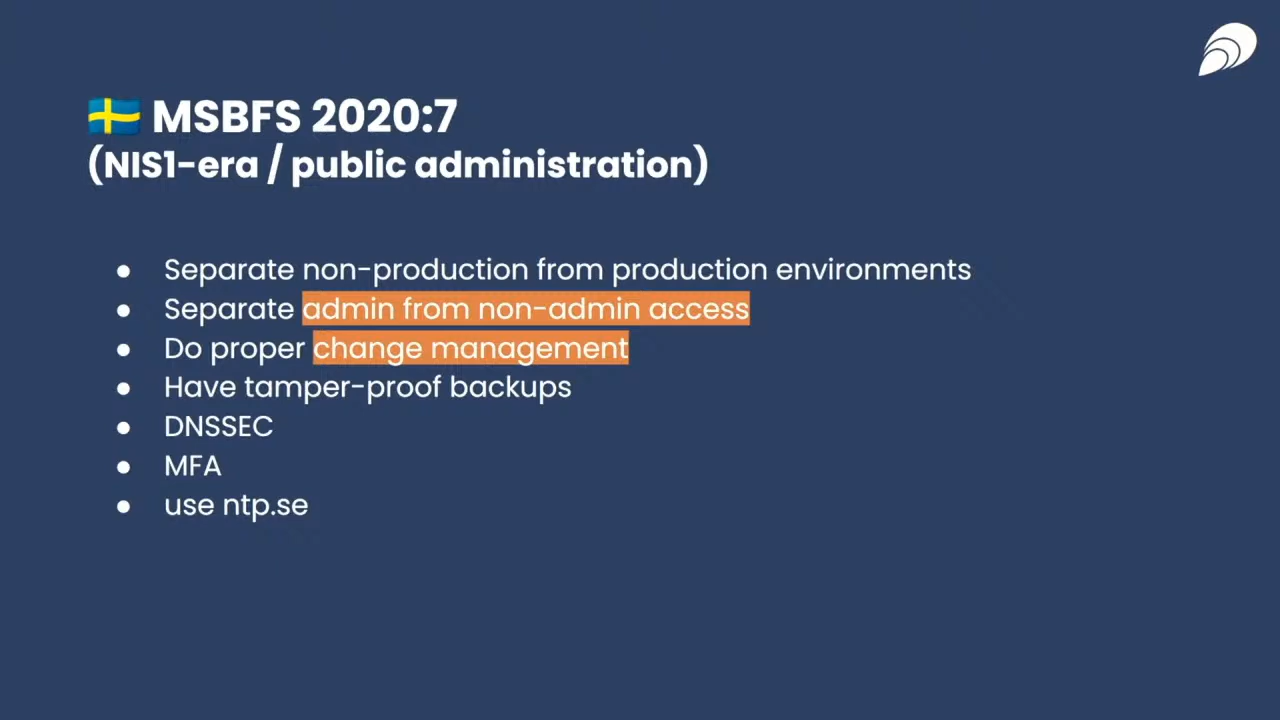 🇸🇪 MSBFS 2020:7
(NIS1-era / public administration)
● Separate non-production from production environments
● Separate admin from non-admin access
● Do proper change management
● Have tamper-proof backups
● DNSSEC
● MFA
● use ntp.se